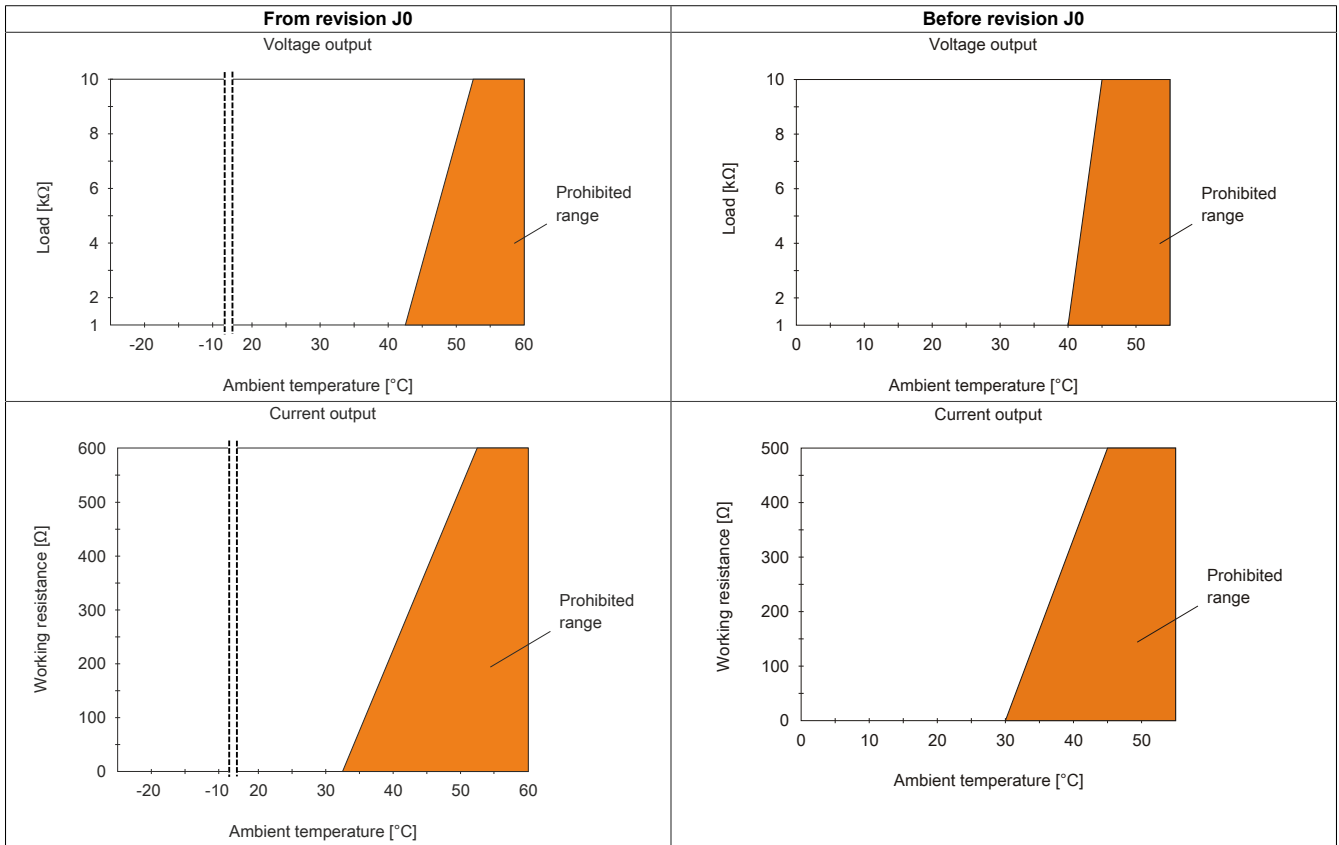 From revision J0
Before revision J0
Voltage output
10
8
6
4
2
1
Load [kΩ]
-20
-10
20
30
40
50
60
Ambient temperature [°C]
Prohibited
range
Voltage output
10
8
6
4
2
1
Load [kΩ]
0
10
20
30
40
50
Ambient temperature [°C]
Prohibited
range
Current output
600
500
400
300
200
100
0
Working resistance [Ω]
-20
-10
20
30
40
50
60
Ambient temperature [°C]
Prohibited
range
Current output
500
400
300
200
100
0
Working resistance [Ω]
0
10
20
30
40
50
Ambient temperature [°C]
Prohibited
range